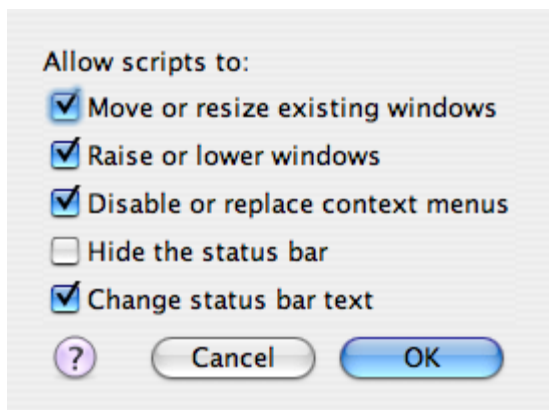 Allow scripts to:
Move or resize existing windows
Raise or lower windows
Disable or replace context menus
Hide the status bar
Change status bar text
? Cancel OK